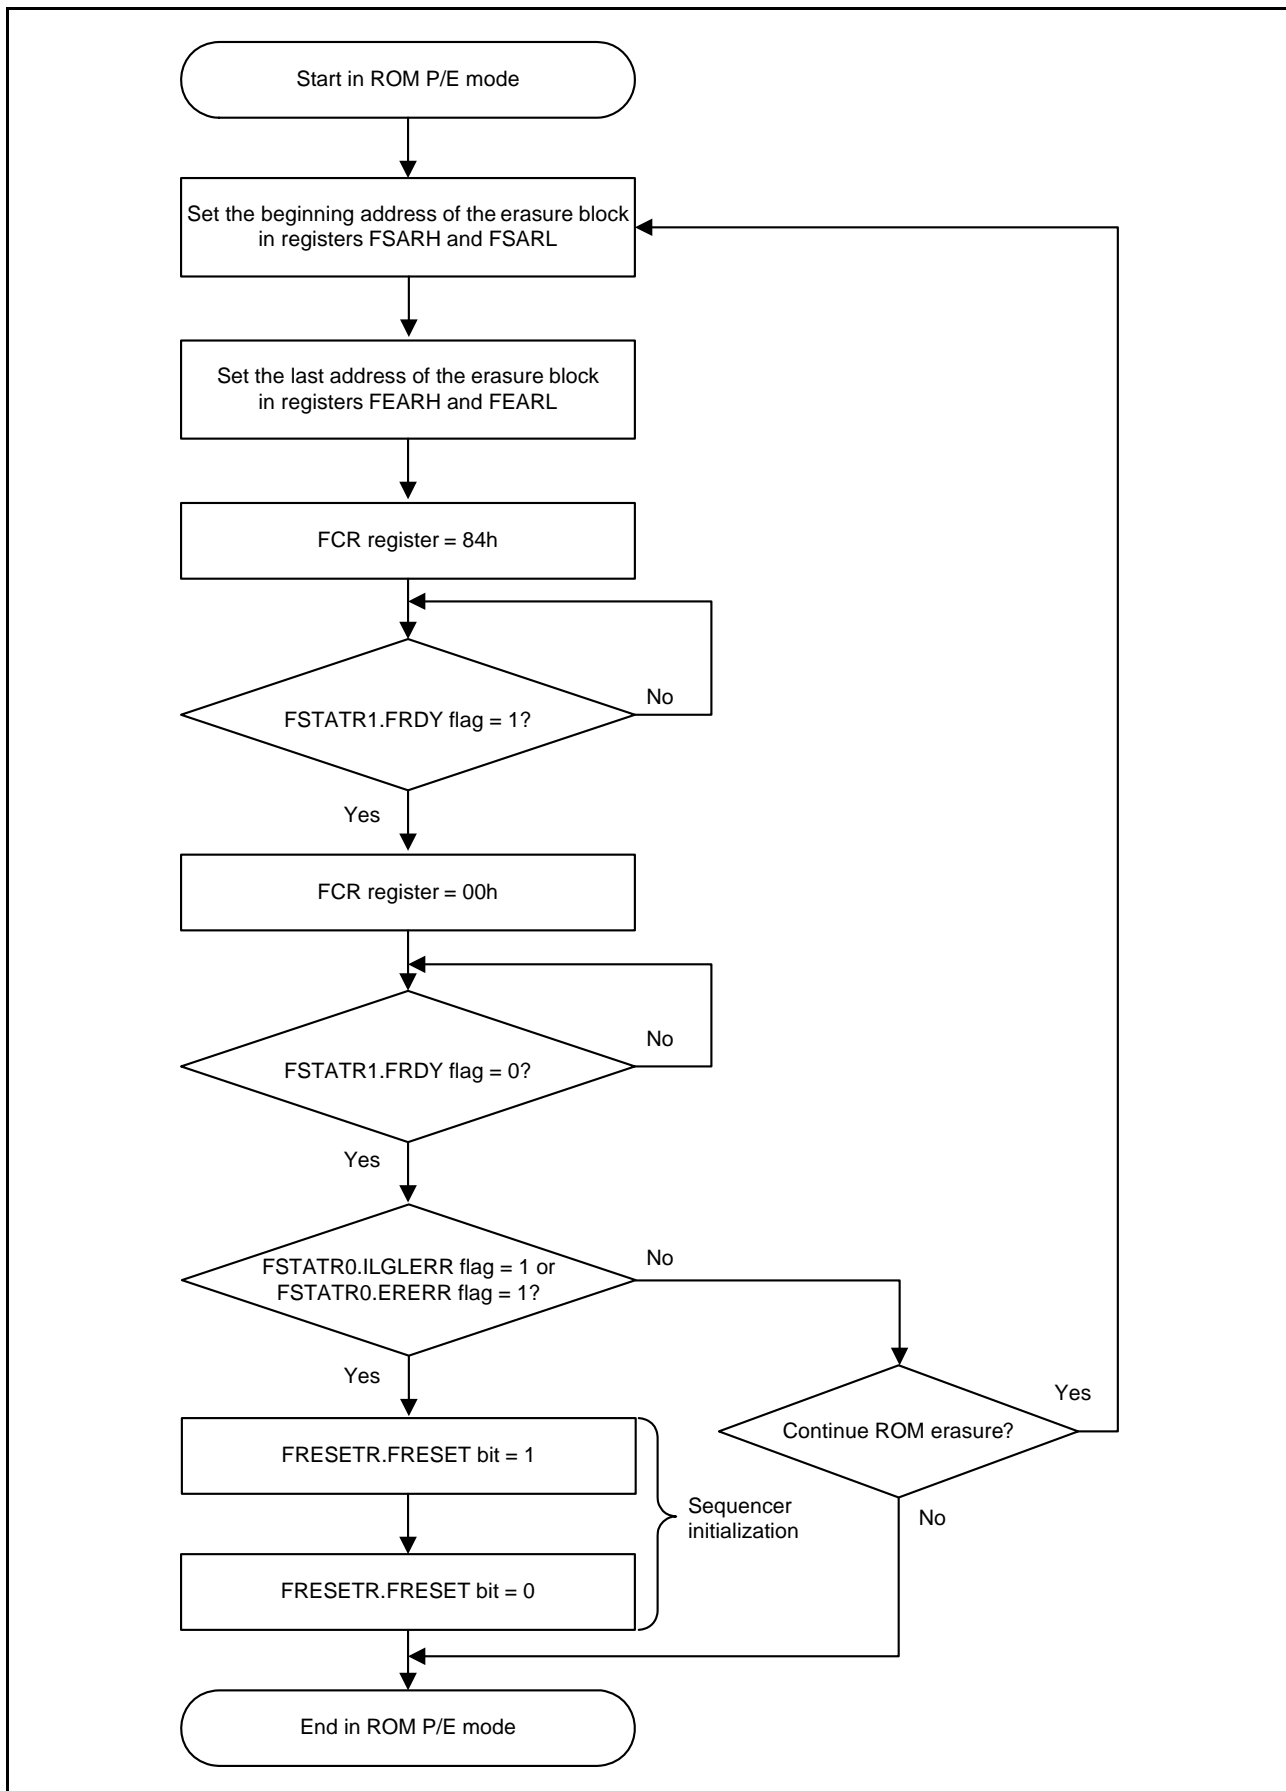 Start in ROM P/E mode
Set the beginning address of the erasure block
in registers FSARH and FSARL
Set the last address of the erasure block
in registers FEARH and FEARL
FCR register = 84h
No
FSTATR1.FRDY flag = 1?
Yes
FCR register = 00h
No
FSTATR1.FRDY flag = 0?
Yes
No
FSTATR0.ILGLERR flag = 1 or
FSTATR0.ERERR flag = 1?
Yes
Yes
Continue ROM erasure?
No
FRESETR.FRESET bit = 1
Sequencer
initialization
FRESETR.FRESET bit = 0
End in ROM P/E mode